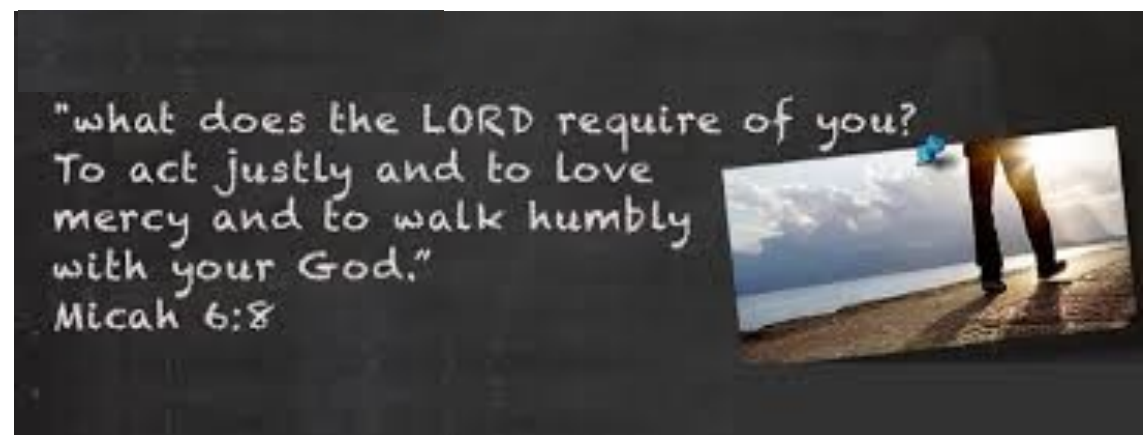 "what does the LORD require of you?
To act justly and to love
mercy and to walk humbly
with your God."
Micah 6:8